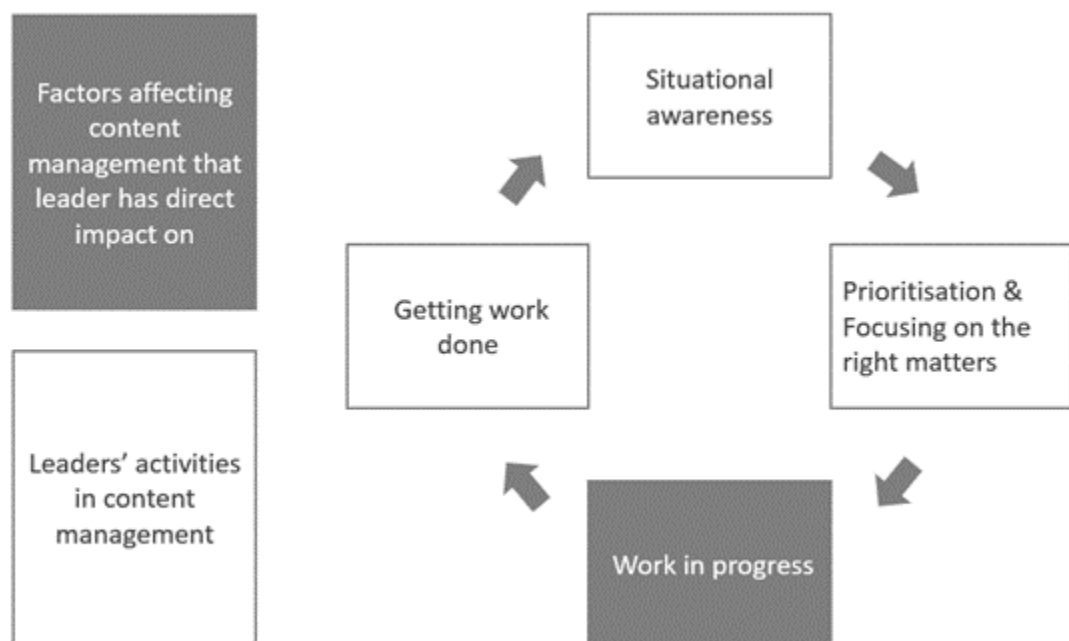 Factors affecting
content
management that
leader has direct
impact on
Leaders’ activities
in content
management
Situational
awareness
Prioritisation &
Focusing on the
right matters
Work in progress
Getting work
done